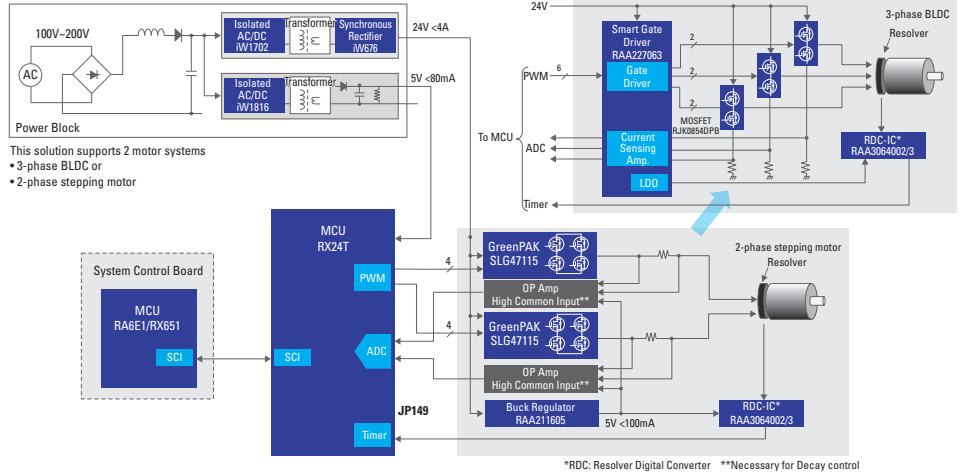 100V~200V
AC
Isolated
AC/DC
iW1702
Transformer
Synchronous
Rectifier
iW676
24V <4A
Isolated
AC/DC
iW1816
Transformer
5V <80mA
Power Block
This solution supports 2 motor systems
• 3-phase BLDC or
• 2-phase stepping motor
24V
Smart Gate
Driver
RAA227063
Gate
Driver
PWM
6
2
2
2
MOSFET
RJK0854DPB
3-phase BLDC
Resolver
To MCU
ADC
Current
Sensing
Amp.
LDO
RDC-IC*
RAA3064002/3
Timer
System Control Board
MCU
RA6E1/RX651
SCI
MCU
RX24T
PWM
SCI
ADC
JP149
Timer
4
4
GreenPAK
SLG47115
OP Amp
High Common Input**
GreenPAK
SLG47115
OP Amp
High Common Input**
Buck Regulator
RAA211605
5V <100mA
2-phase stepping motor
Resolver
RDC-IC*
RAA3064002/3
*RDC: Resolver Digital Converter **Necessary for Decay control